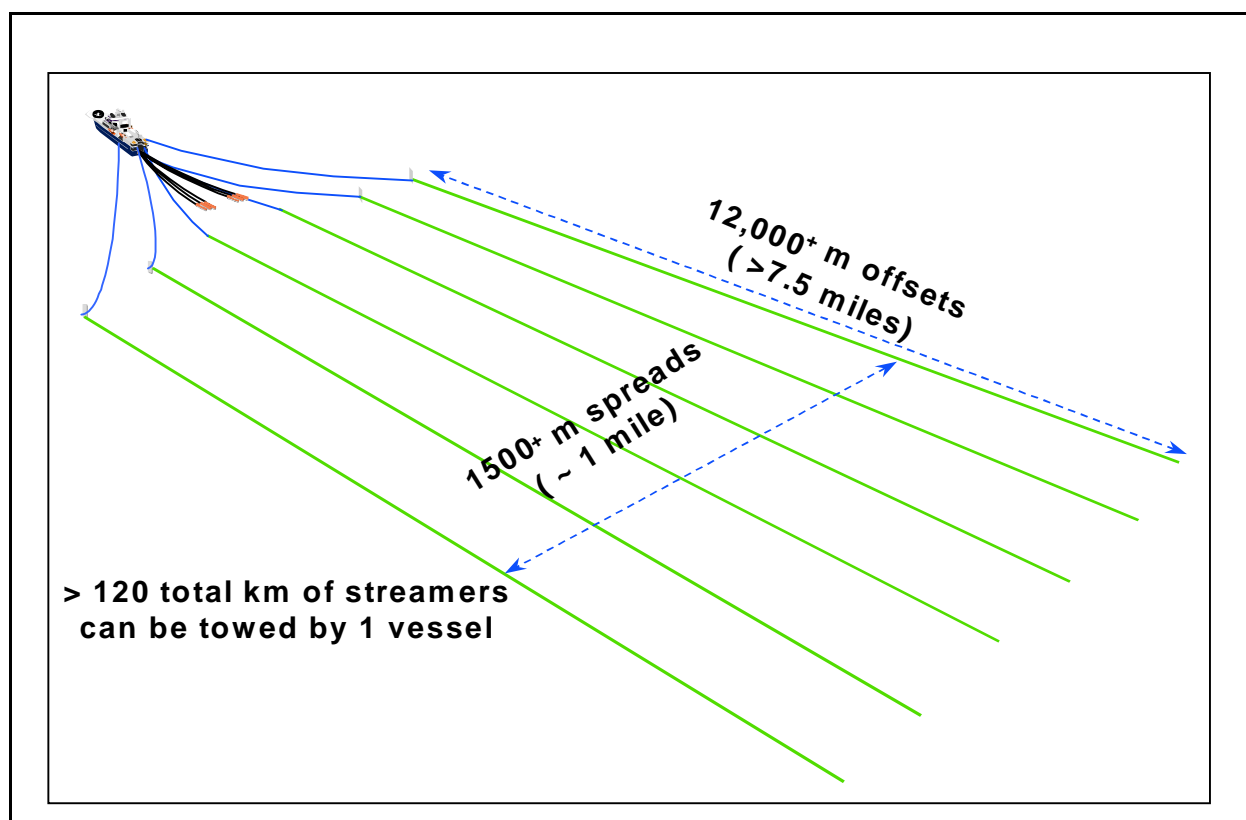 12,000+ m offsets
( >7.5 miles)
1500+ m spreads
( ~ 1 mile)
> 120 total km of streamers
can be towed by 1 vessel